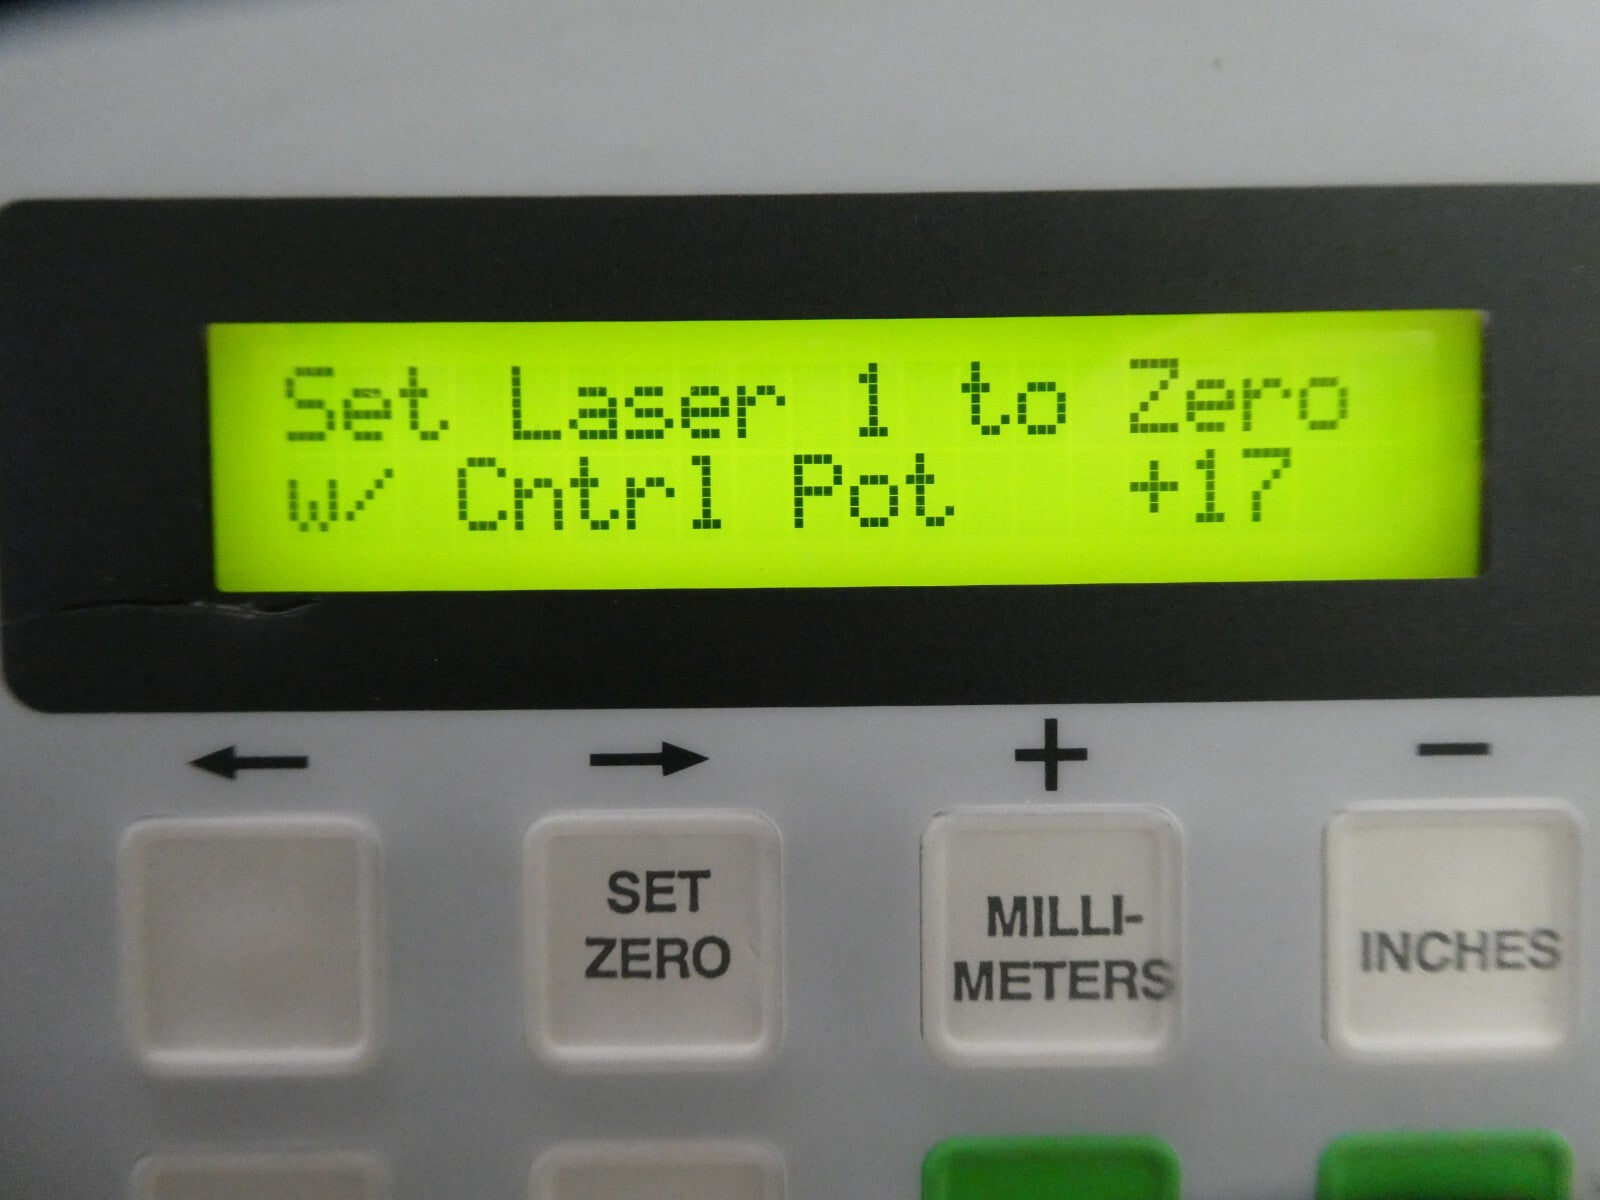 Set Laser 1 to Zero
w/ Cntrl Pot +17
← → + −
SET
ZERO
MILLI-
METERS
INCHES